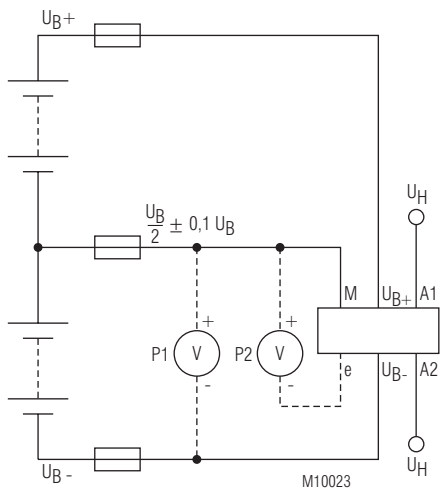 UB+
UB/2 ± 0,1 UB
UH
M UB+ A1
P1 V + -
P2 V + -
e UB- A2
UB -
UH
M10023